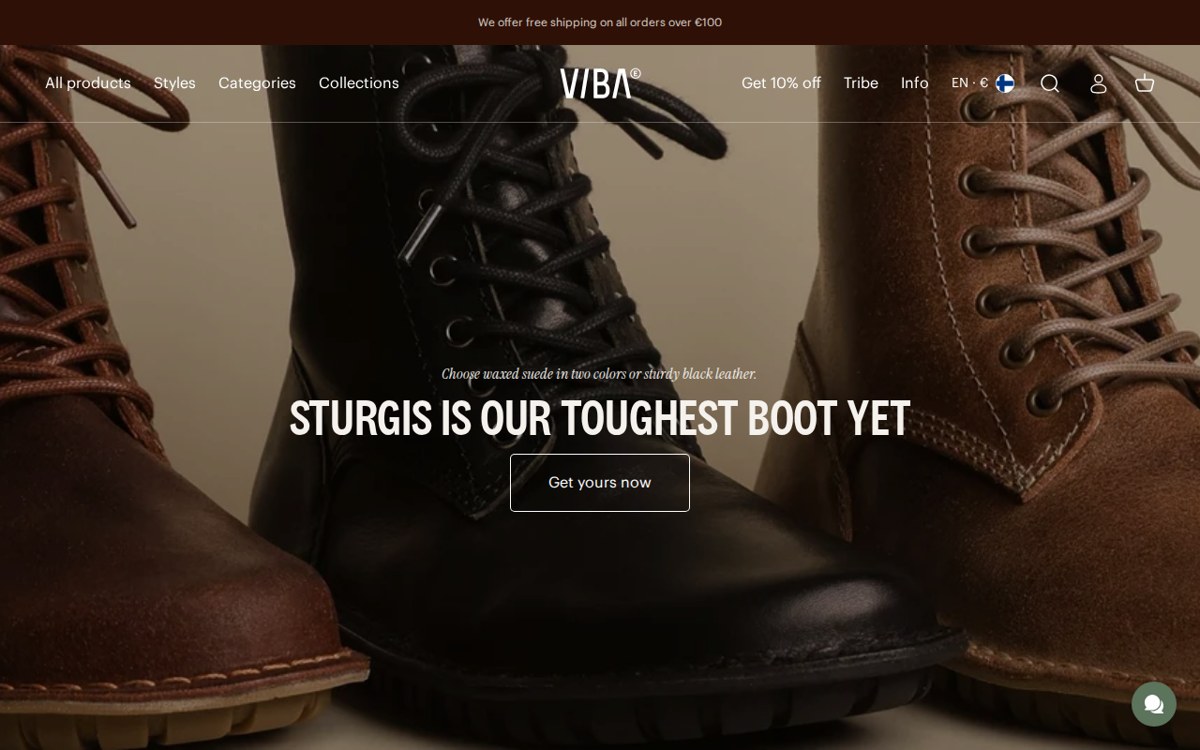 We offer free shipping on all orders over €100
All products Styles Categories Collections VIBA® Get 10% off Tribe Info EN · €
Choose waxed suede in two colors or sturdy black leather.
STURGIS IS OUR TOUGHEST BOOT YET
Get yours now